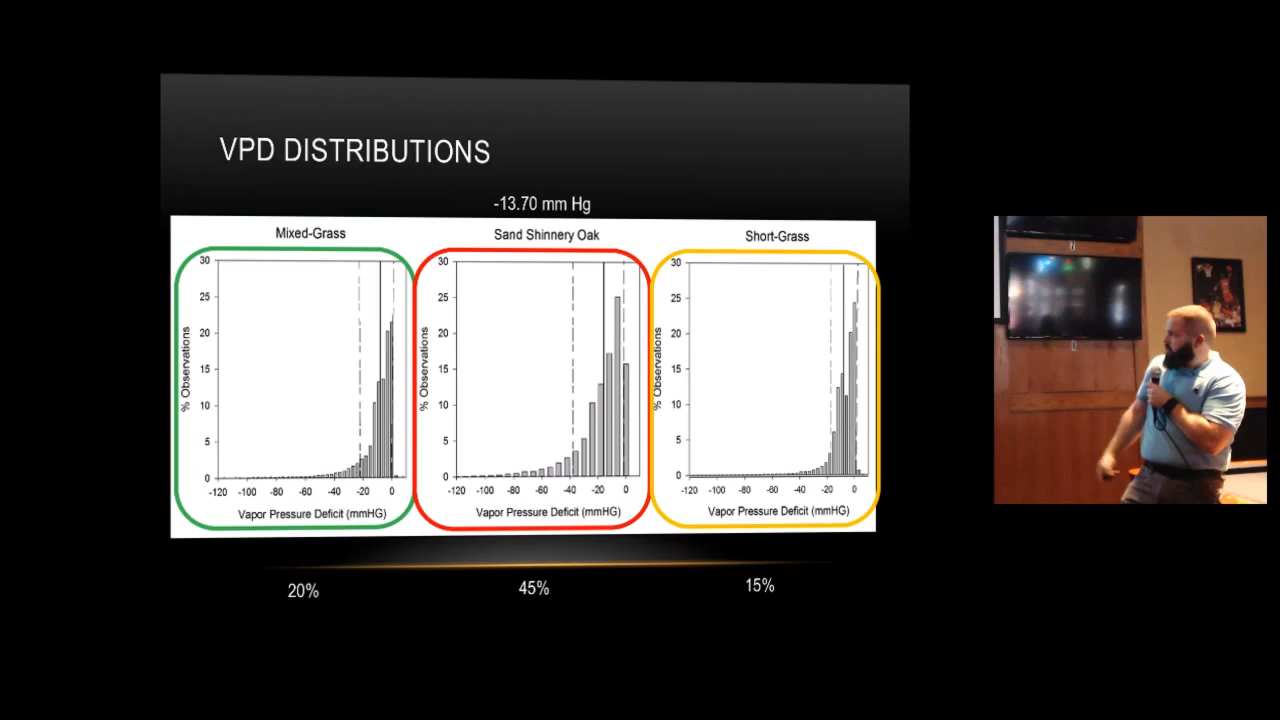 VPD DISTRIBUTIONS
-13.70 mm Hg
Mixed-Grass
Sand Shinnery Oak
Short-Grass
% Observations
30
25
20
15
10
5
0
-120 -100 -80 -60 -40 -20 0
Vapor Pressure Deficit (mmHG)
% Observations
30
25
20
15
10
5
0
-120 -100 -80 -60 -40 -20 0
Vapor Pressure Deficit (mmHG)
% Observations
30
25
20
15
10
5
0
-120 -100 -80 -60 -40 -20 0
Vapor Pressure Deficit (mmHG)
20%
45%
15%